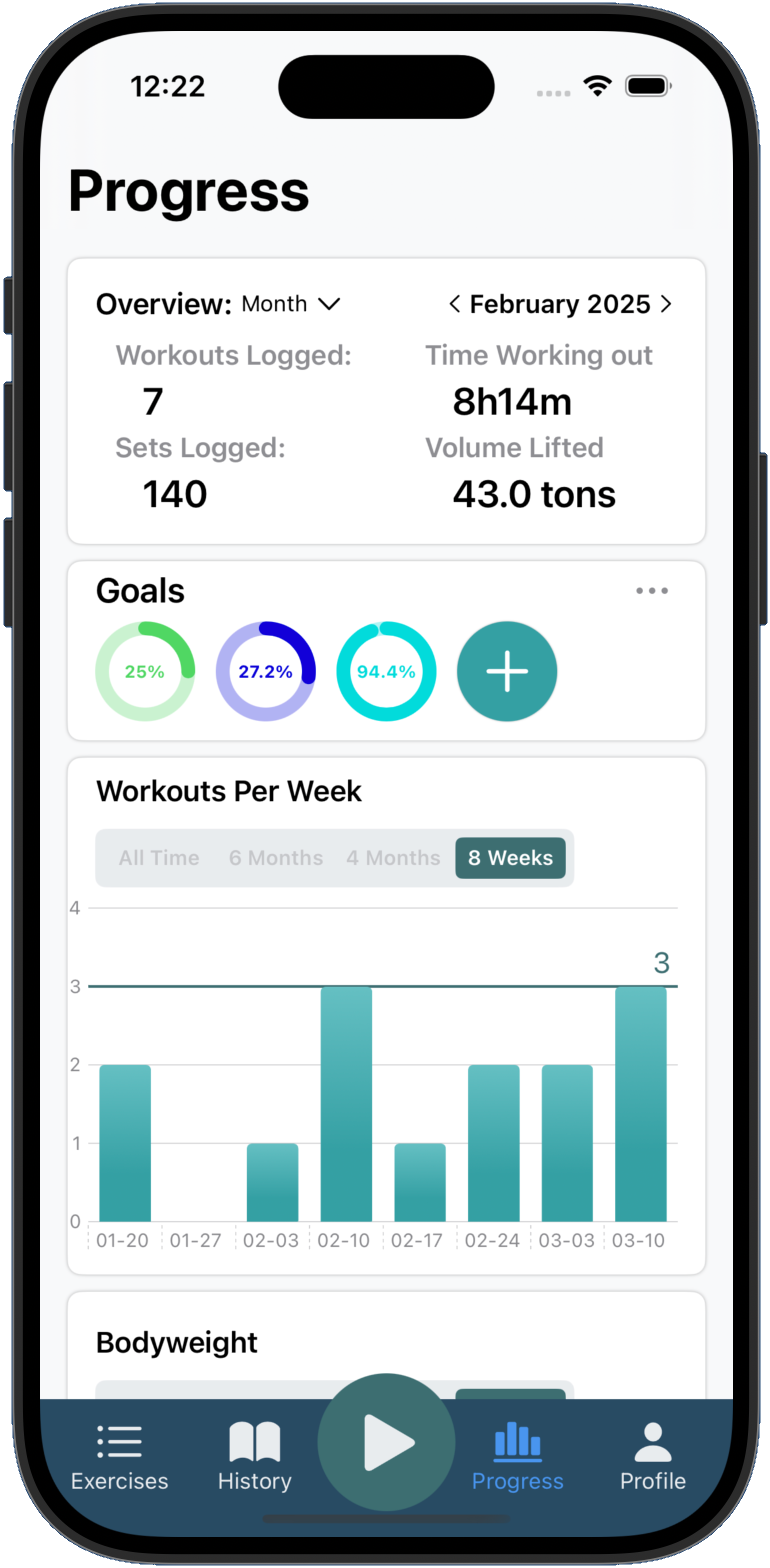 12:22
Progress
Overview: Month
February 2025
Workouts Logged:
Time Working out
7
8h14m
Sets Logged:
Volume Lifted
140
43.0 tons
Goals
25%
27.2%
94.4%
Workouts Per Week
All Time 6 Months 4 Months 8 Weeks
4
3
3
2
1
0
01-20 01-27 02-03 02-10 02-17 02-24 03-03 03-10
Bodyweight
Exercises History Progress Profile